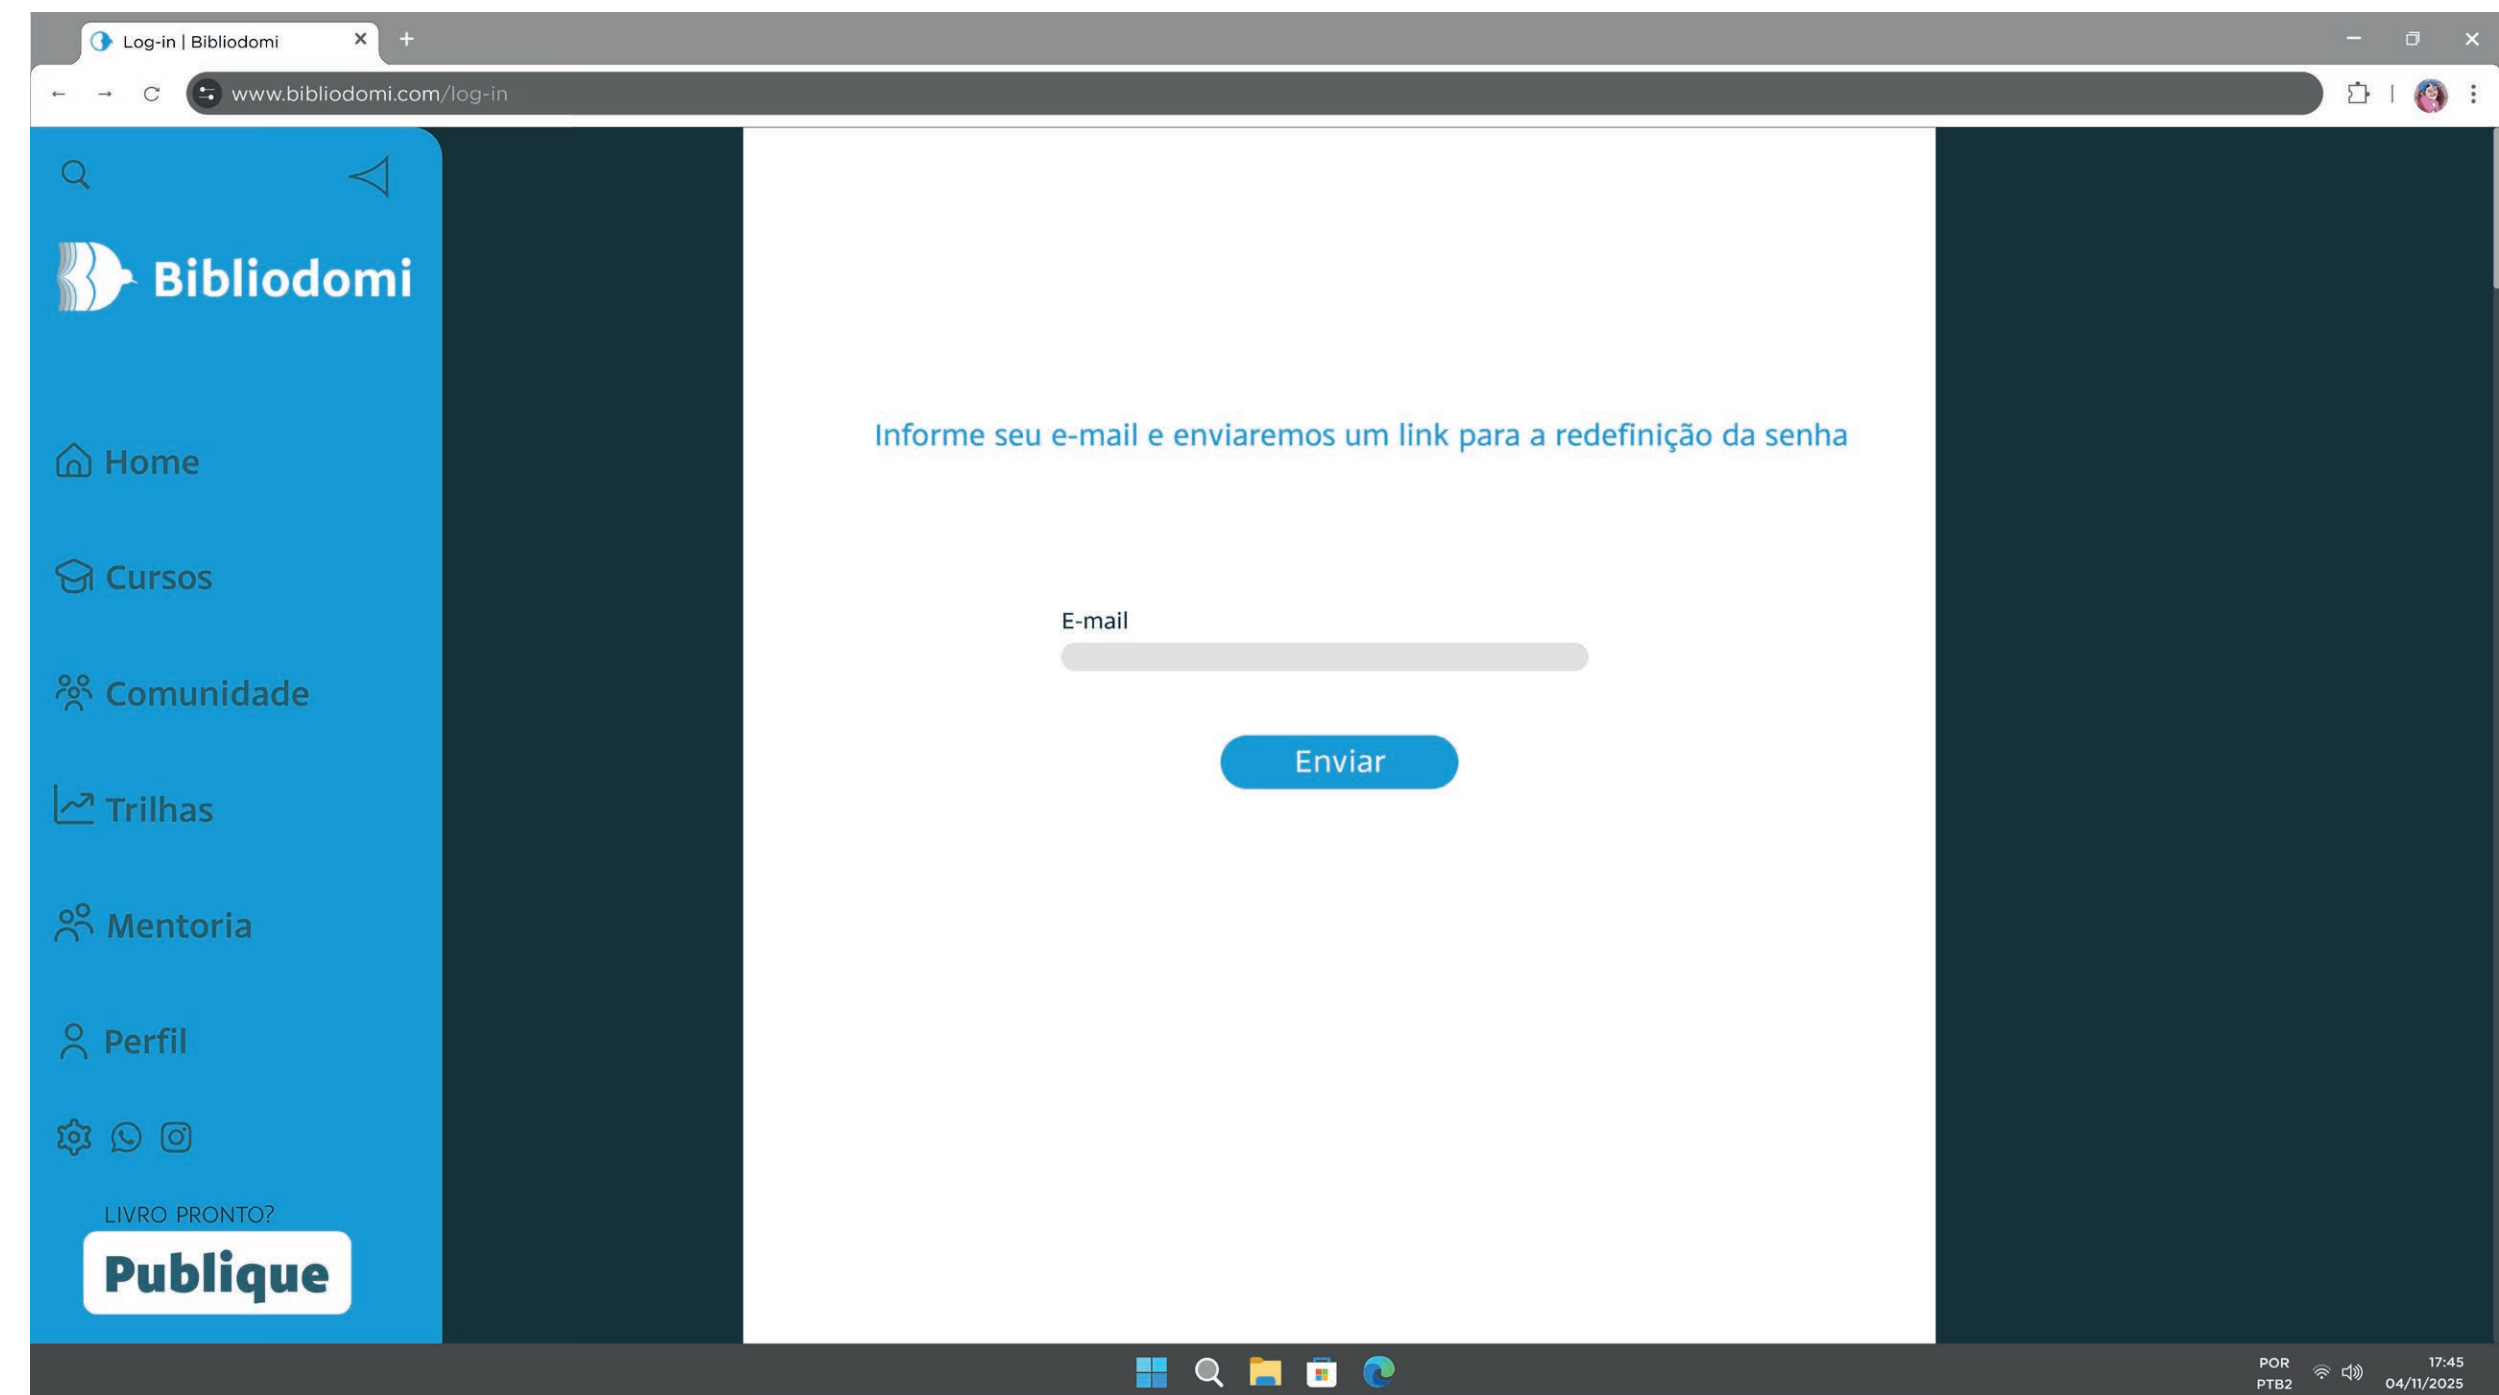 Log-in | Bibliodomi
www.bibliodomi.com/log-in
Bibliodomi
Home
Cursos
Comunidade
Trilhas
Mentoria
Perfil
LIVRO PRONTO?
Publique
Informe seu e-mail e enviaremos um link para a redefinição da senha
E-mail
Enviar
POR
PTB2
17:45
04/11/2025